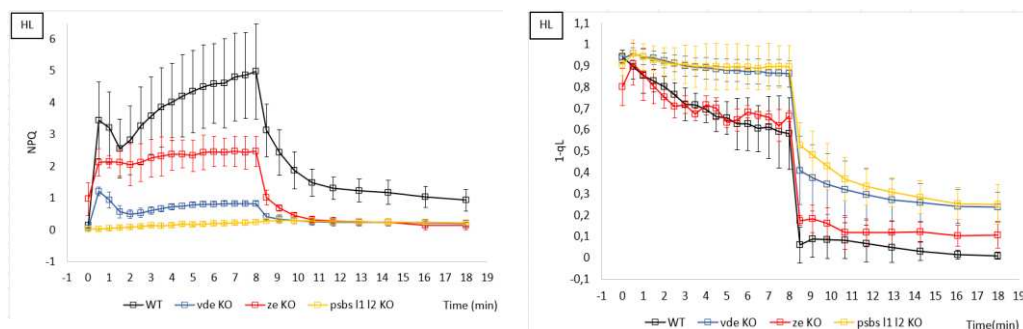 HL
6
5
4
3
2
1
0
-1
NPQ
-1 0 1 2 3 4 5 6 7 8 9 10 11 12 13 14 15 16 17 18 19
WT vde KO ze KO psbs l1 l2 KO Time (min)
HL
1,1
1
0,9
0,8
0,7
0,6
0,5
0,4
0,3
0,2
0,1
0
-0,1
1-qL
-1 0 1 2 3 4 5 6 7 8 9 10 11 12 13 14 15 16 17 18 19
WT vde KO ze KO psbs l1 l2 KO Time(min)